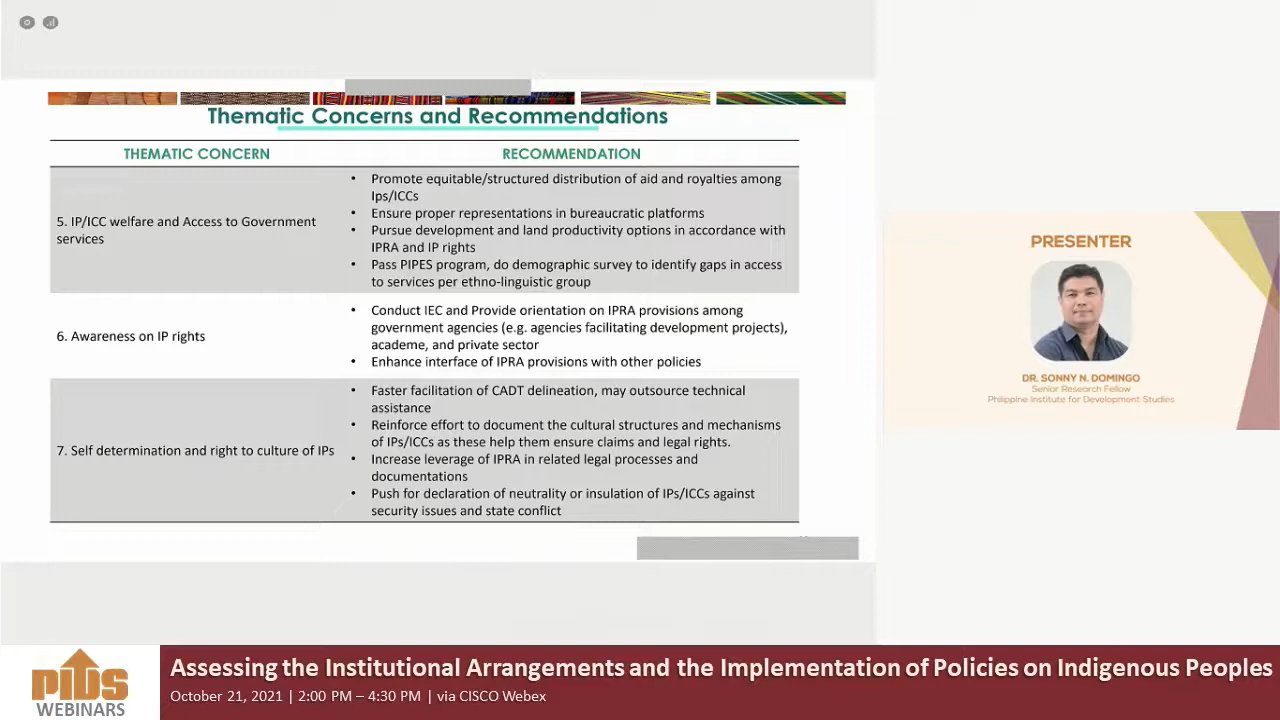 Thematic Concerns and Recommendations
THEMATIC CONCERN
RECOMMENDATION
5. IP/ICC welfare and Access to Government
services
• Promote equitable/structured distribution of aid and royalties among
Ips/ICCs
• Ensure proper representations in bureaucratic platforms
• Pursue development and land productivity options in accordance with
IPRA and IP rights
• Pass PIPES program, do demographic survey to identify gaps in access
to services per ethno-linguistic group
6. Awareness on IP rights
• Conduct IEC and Provide orientation on IPRA provisions among
government agencies (e.g. agencies facilitating development projects),
academe, and private sector
• Enhance interface of IPRA provisions with other policies
7. Self determination and right to culture of IPs
• Faster facilitation of CADT delineation, may outsource technical
assistance
• Reinforce effort to document the cultural structures and mechanisms
of IPs/ICCs as these help them ensure claims and legal rights.
• Increase leverage of IPRA in related legal processes and
documentations
• Push for declaration of neutrality or insulation of IPs/ICCs against
security issues and state conflict
PRESENTER
DR. SONNY N. DOMINGO
Senior Research Fellow
Philippine Institute for Development Studies
pids
WEBINARS
Assessing the Institutional Arrangements and the Implementation of Policies on Indigenous Peoples
October 21, 2021 | 2:00 PM – 4:30 PM | via CISCO Webex